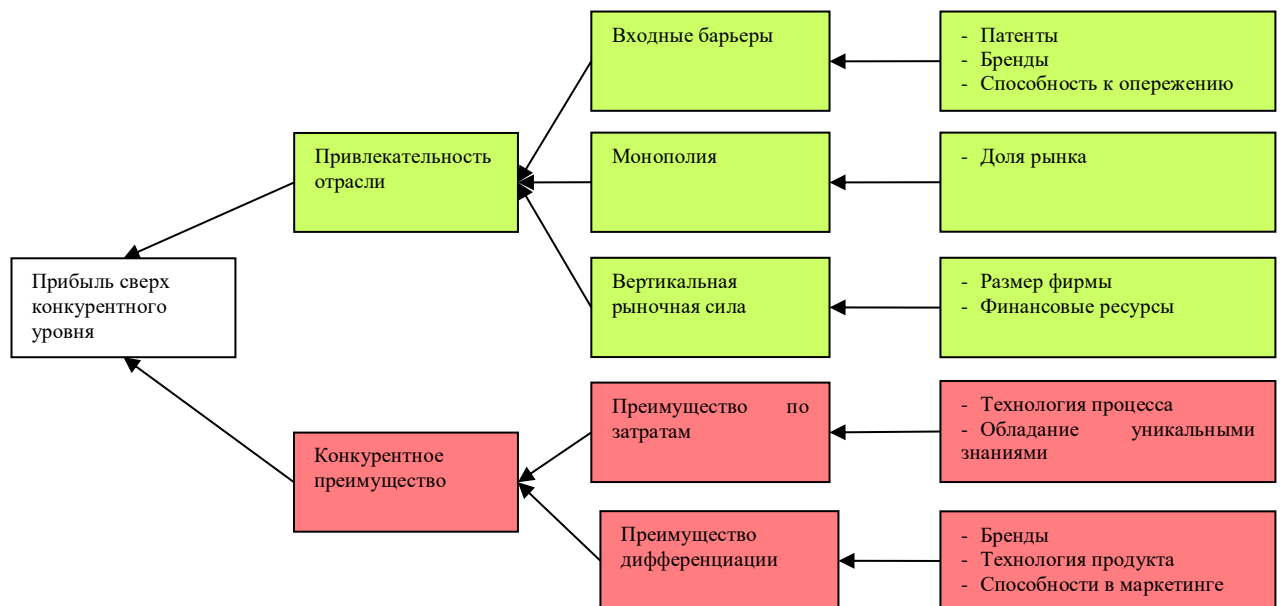 Входные барьеры
- Патенты
- Бренды
- Способность к опережению
Привлекательность
отрасли
Монополия
- Доля рынка
Прибыль сверх
конкурентного
уровня
Вертикальная
рыночная сила
- Размер фирмы
- Финансовые ресурсы
Конкурентное
преимущество
Преимущество по
затратам
- Технология процесса
- Обладание уникальными
знаниями
Преимущество
дифференциации
- Бренды
- Технология продукта
- Способности в маркетинге